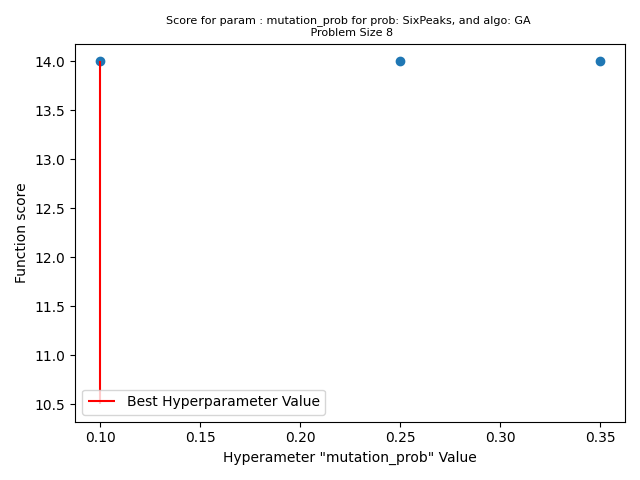 Score for param : mutation_prob for prob: SixPeaks, and algo: GA
Problem Size 8
Function score
14.0
13.5
13.0
12.5
12.0
11.5
11.0
10.5
Best Hyperparameter Value
0.10 0.15 0.20 0.25 0.30 0.35
Hyperameter "mutation_prob" Value